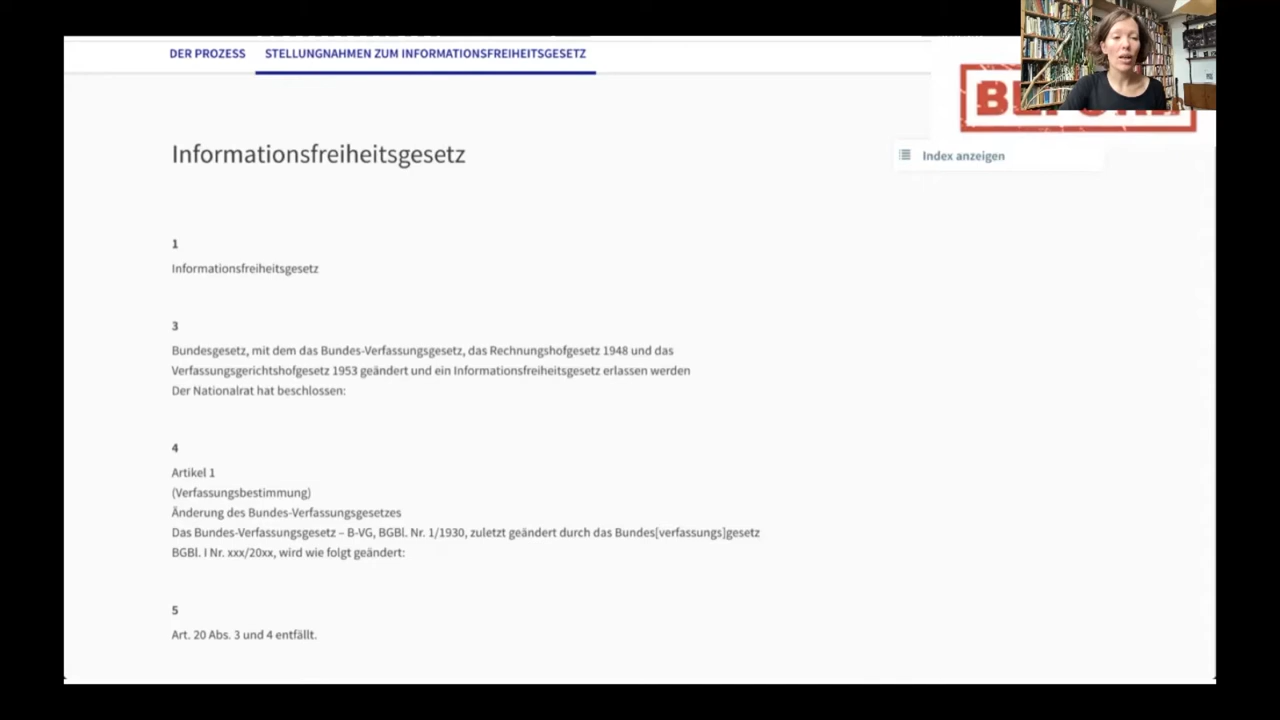 DER PROZESS STELLUNGNAHMEN ZUM INFORMATIONSFREIHEITSGESETZ
Informationsfreiheitsgesetz
Index anzeigen
1
Informationsfreiheitsgesetz
3
Bundesgesetz, mit dem das Bundes-Verfassungsgesetz, das Rechnungshofgesetz 1948 und das
Verfassungsgerichtshofgesetz 1953 geändert und ein Informationsfreiheitsgesetz erlassen werden
Der Nationalrat hat beschlossen:
4
Artikel 1
(Verfassungsbestimmung)
Änderung des Bundes-Verfassungsgesetzes
Das Bundes-Verfassungsgesetz – B-VG, BGBl. Nr. 1/1930, zuletzt geändert durch das Bundes[verfassungs]gesetz
BGBl. I Nr. xxx/20xx, wird wie folgt geändert:
5
Art. 20 Abs. 3 und 4 entfällt.